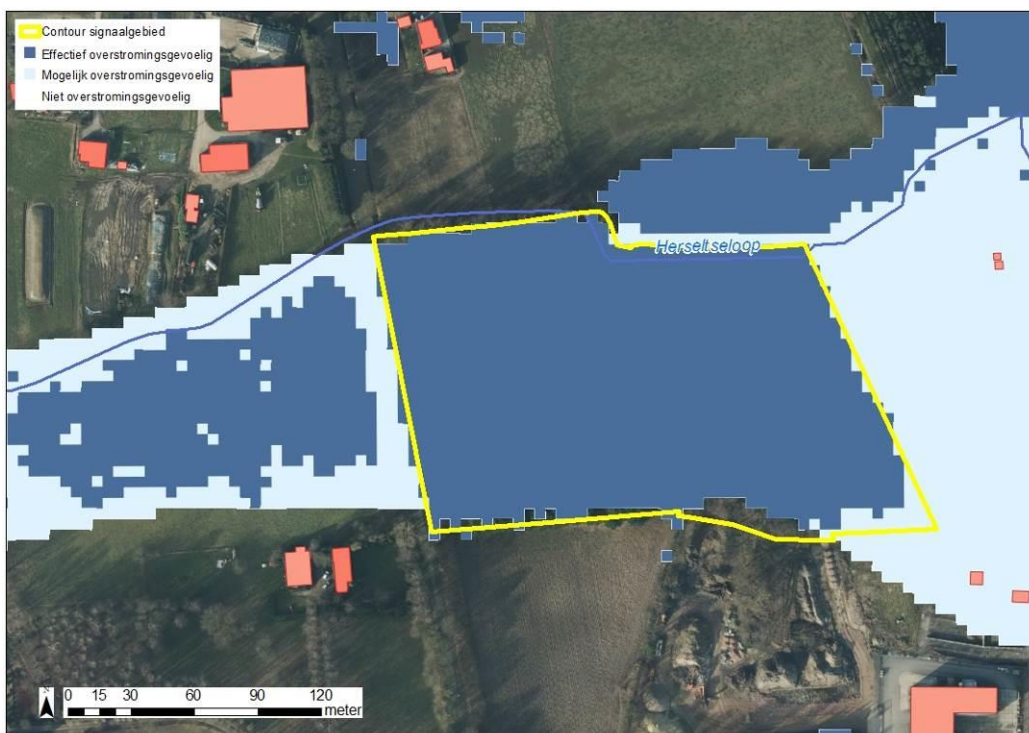 Contour signaalgebied
Effectief overstromingsgevoelig
Mogelijk overstromingsgevoelig
Niet overstromingsgevoelig
Herseltseloop
0 15 30 60 90 120
meter